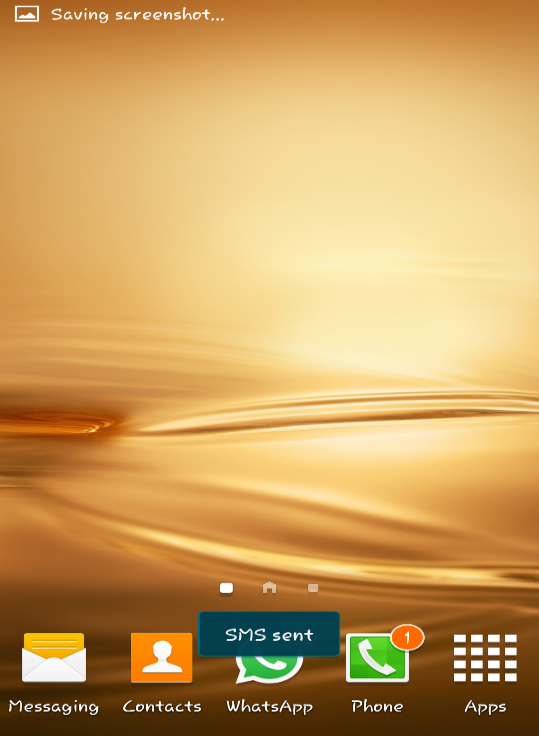 Saving screenshot...
SMS sent
1
Messaging
Contacts
WhatsApp
Phone
Apps